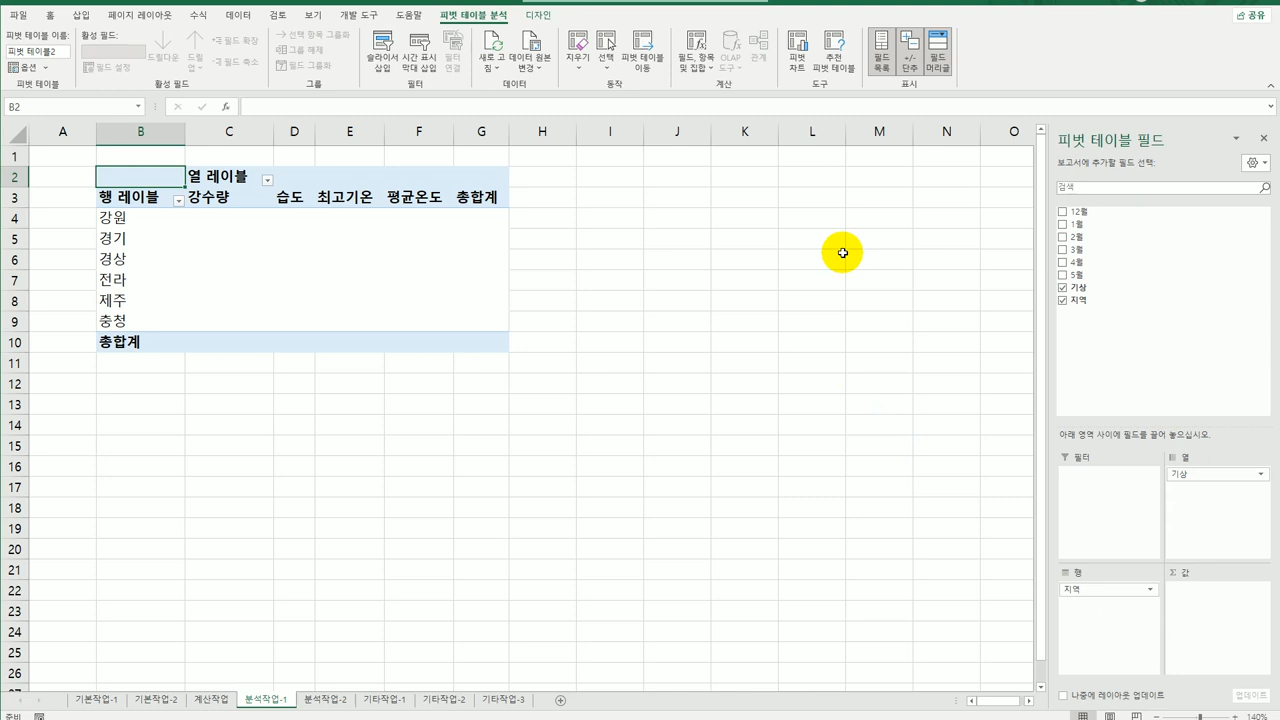 파일 홈 삽입 페이지 레이아웃 수식 데이터 검토 보기 개발 도구 도움말 피벗 테이블 분석 디자인 공유
피벗 테이블 이름:
피벗 테이블2
옵션
피벗 테이블
활성 필드:
필드 설정
드릴다운
드릴업
필드 확장
필드 축소
활성 필드
선택 항목 그룹화
그룹 해제
필드 그룹화
그룹
슬라이서 삽입
시간 표시 막대 삽입
필터 연결
필터
새로 고침
데이터 원본 변경
데이터
지우기
선택
피벗 테이블 이동
동작
필드, 항목 및 집합
OLAP 도구
관계
계산
피벗 차트
추천 피벗 테이블
도구
필드 목록
+/- 단추
필드 머리글
표시
B2
fx
A B C D E F G H I J K L M N O
1
2 열 레이블
3 행 레이블 강수량 습도 최고기온 평균온도 총합계
4 강원
5 경기
6 경상
7 전라
8 제주
9 충청
10 총합계
11
12
13
14
15
16
17
18
19
20
21
22
23
24
25
26
27
피벗 테이블 필드
보고서에 추가할 필드 선택:
검색
12월
1월
2월
3월
4월
5월
기상
지역
아래 영역 사이에 필드를 끌어 놓으십시오.
필터
열
기상
행
지역
Σ 값
나중에 레이아웃 업데이트 업데이트
기본작업-1 기본작업-2 계산작업 분석작업-1 분석작업-2 기타작업-1 기타작업-2 기타작업-3
준비
140%